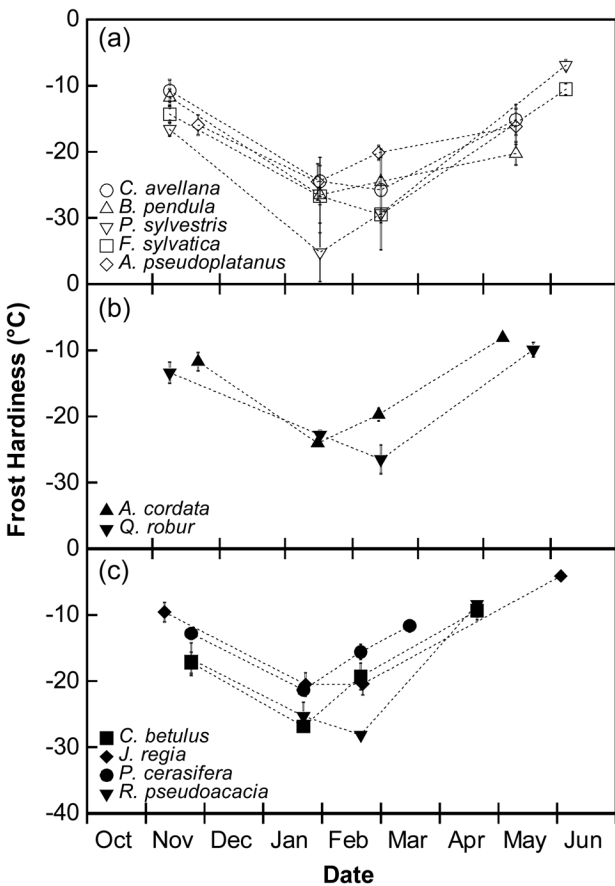 0
(a)
-10
-20
-30
C. avellana
B. pendula
P. sylvestris
F. sylvatica
A. pseudoplatanus
0
(b)
-10
-20
-30
A. cordata
Q. robur
0
(c)
-10
-20
-30
-40
C. betulus
J. regia
P. cerasifera
R. pseudoacacia
Frost Hardiness (°C)
Oct Nov Dec Jan Feb Mar Apr May Jun
Date